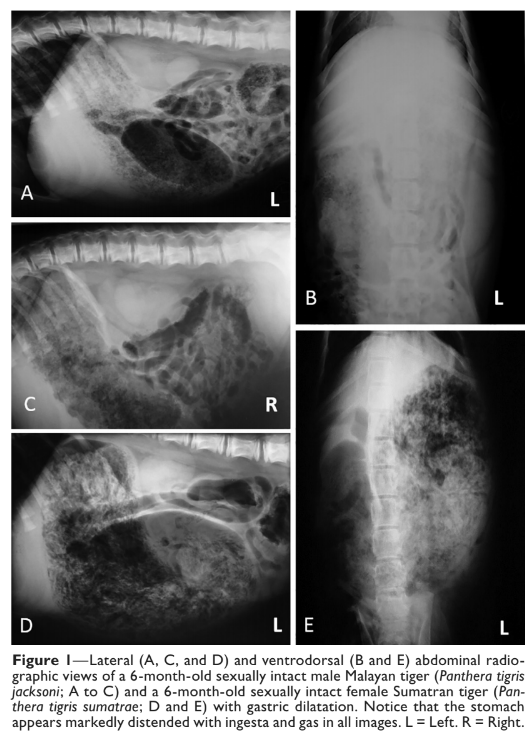 A
L
B
L
C
R
D
L
E
L
Figure 1—Lateral (A, C, and D) and ventrodorsal (B and E) abdominal radio-
graphic views of a 6-month-old sexually intact male Malayan tiger (Panthera tigris
jacksoni; A to C) and a 6-month-old sexually intact female Sumatran tiger (Pan-
thera tigris sumatrae; D and E) with gastric dilatation. Notice that the stomach
appears markedly distended with ingesta and gas in all images. L = Left. R = Right.